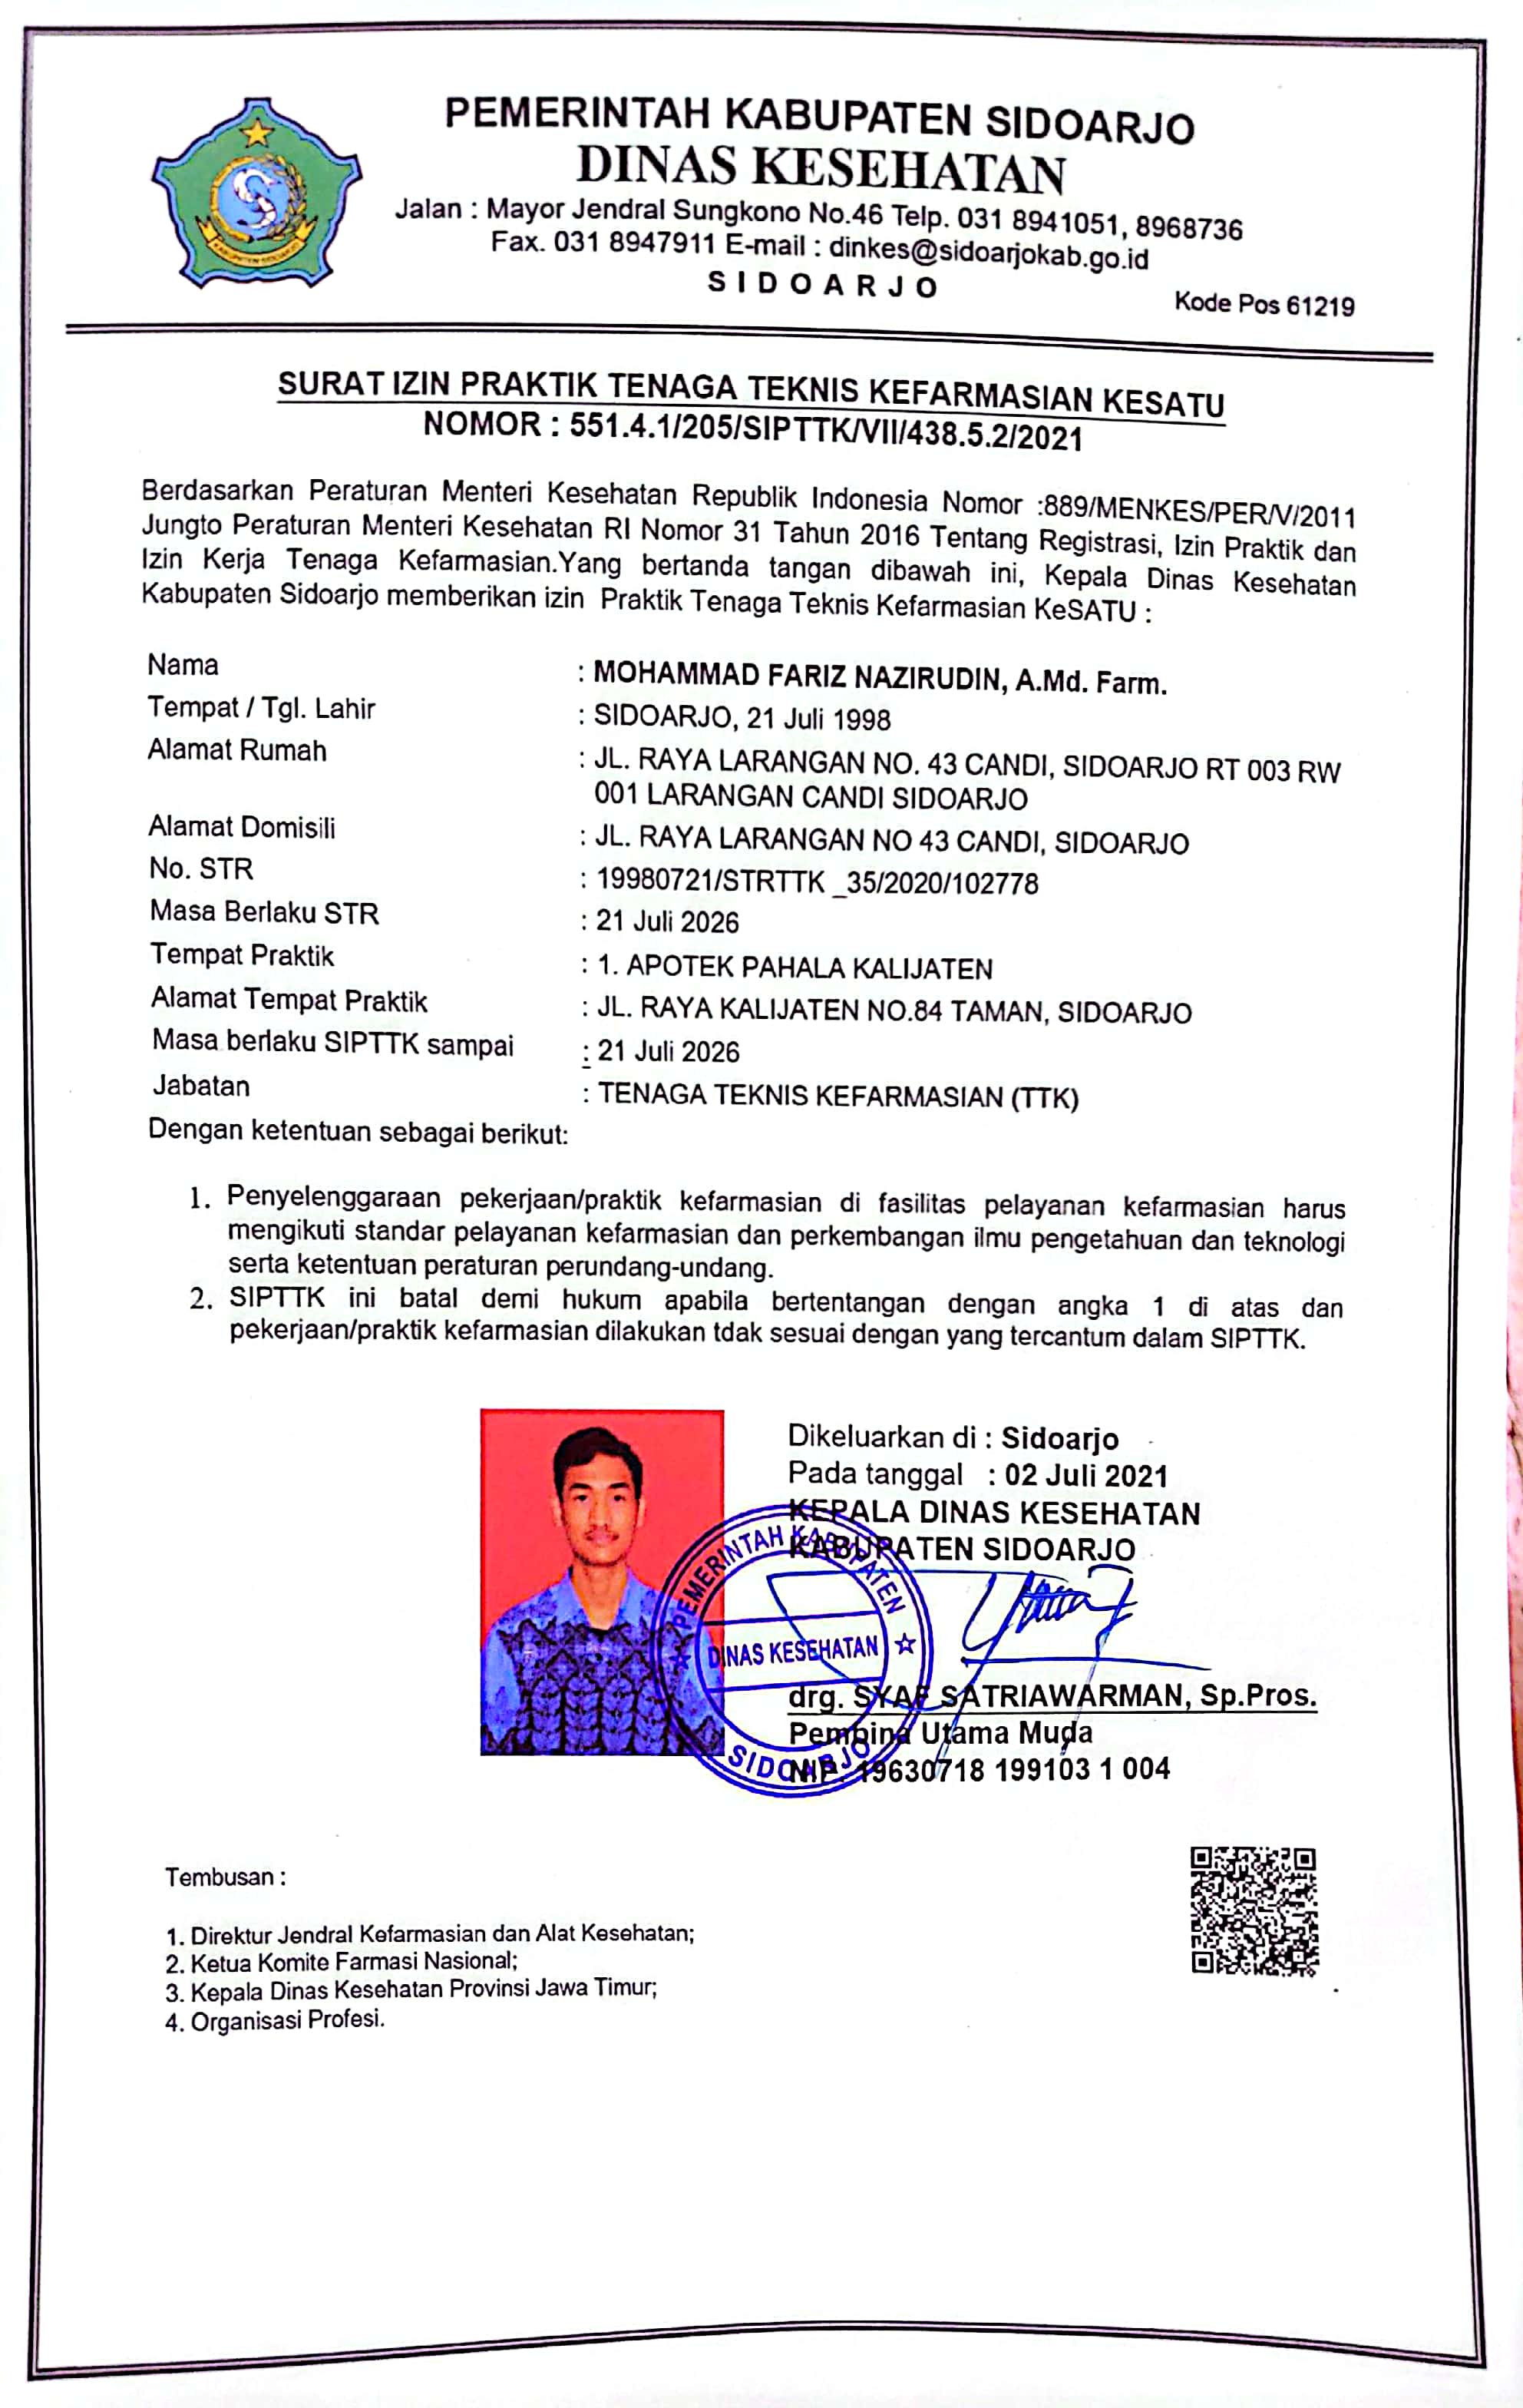 PEMERINTAH KABUPATEN SIDOARJO
DINAS KESEHATAN
Jalan : Mayor Jendral Sungkono No.46 Telp. 031 8941051, 8968736
Fax. 031 8947911 E-mail : dinkes@sidoarjokab.go.id
SIDOARJO
Kode Pos 61219
KABUPATEN SIDOARJO
SURAT IZIN PRAKTIK TENAGA TEKNIS KEFARMASIAN KESATU
NOMOR : 551.4.1/205/SIPTTK/VII/438.5.2/2021
Berdasarkan Peraturan Menteri Kesehatan Republik Indonesia Nomor :889/MENKES/PER/V/2011
Jungto Peraturan Menteri Kesehatan RI Nomor 31 Tahun 2016 Tentang Registrasi, Izin Praktik dan
Izin Kerja Tenaga Kefarmasian.Yang bertanda tangan dibawah ini, Kepala Dinas Kesehatan
Kabupaten Sidoarjo memberikan izin Praktik Tenaga Teknis Kefarmasian KeSATU :
Nama : MOHAMMAD FARIZ NAZIRUDIN, A.Md. Farm.
Tempat / Tgl. Lahir : SIDOARJO, 21 Juli 1998
Alamat Rumah : JL. RAYA LARANGAN NO. 43 CANDI, SIDOARJO RT 003 RW
001 LARANGAN CANDI SIDOARJO
Alamat Domisili : JL. RAYA LARANGAN NO 43 CANDI, SIDOARJO
No. STR : 19980721/STRTTK _35/2020/102778
Masa Berlaku STR : 21 Juli 2026
Tempat Praktik : 1. APOTEK PAHALA KALIJATEN
Alamat Tempat Praktik : JL. RAYA KALIJATEN NO.84 TAMAN, SIDOARJO
Masa berlaku SIPTTK sampai : 21 Juli 2026
Jabatan : TENAGA TEKNIS KEFARMASIAN (TTK)
Dengan ketentuan sebagai berikut:
1. Penyelenggaraan pekerjaan/praktik kefarmasian di fasilitas pelayanan kefarmasian harus
mengikuti standar pelayanan kefarmasian dan perkembangan ilmu pengetahuan dan teknologi
serta ketentuan peraturan perundang-undang.
2. SIPTTK ini batal demi hukum apabila bertentangan dengan angka 1 di atas dan
pekerjaan/praktik kefarmasian dilakukan tdak sesuai dengan yang tercantum dalam SIPTTK.
Dikeluarkan di : Sidoarjo
Pada tanggal : 02 Juli 2021
KEPALA DINAS KESEHATAN
KABUPATEN SIDOARJO
PEMERINTAH KABUPATEN
DINAS KESEHATAN
SIDOARJO
drg. SYAF SATRIAWARMAN, Sp.Pros.
Pembina Utama Muda
NIP. 19630718 199103 1 004
Tembusan :
1. Direktur Jendral Kefarmasian dan Alat Kesehatan;
2. Ketua Komite Farmasi Nasional;
3. Kepala Dinas Kesehatan Provinsi Jawa Timur;
4. Organisasi Profesi.